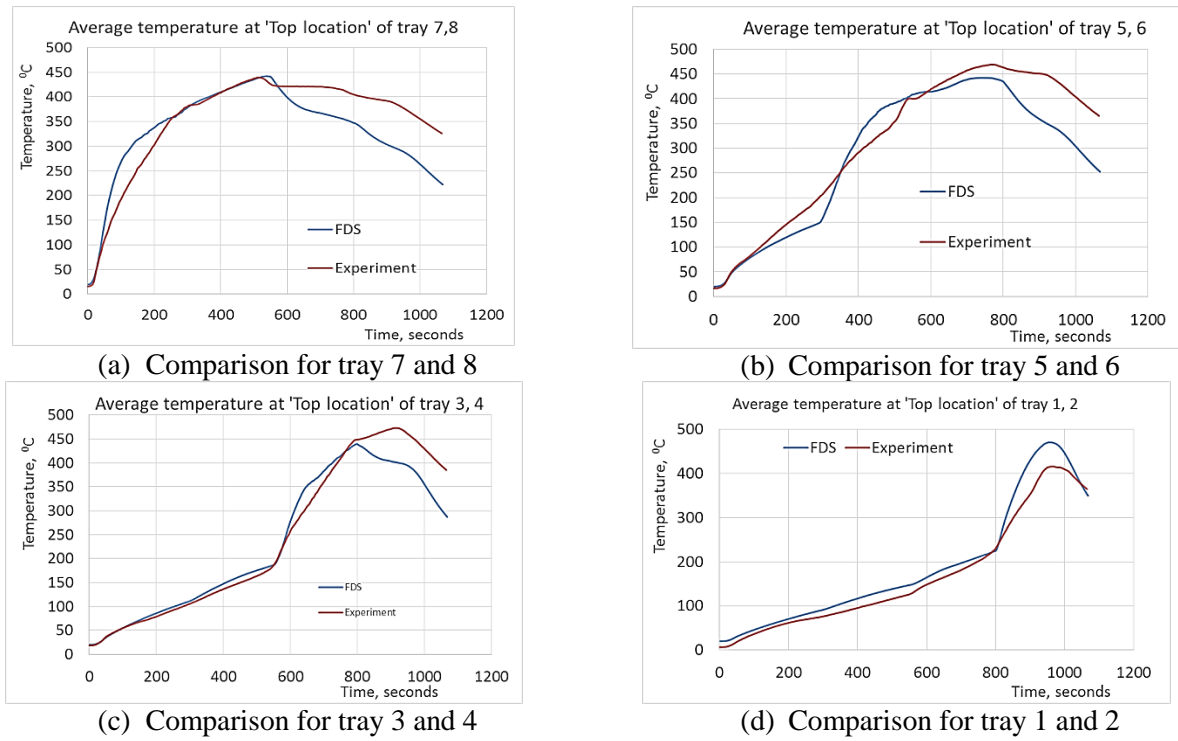 Average temperature at 'Top location' of tray 7,8
Temperature, ⁰C
500
450
400
350
300
250
200
150
100
50
0
FDS
Experiment
0 200 400 600 800 1000 1200
Time, seconds
(a) Comparison for tray 7 and 8
Average temperature at 'Top location' of tray 5, 6
Temperature, ⁰C
500
450
400
350
300
250
200
150
100
50
0
FDS
Experiment
0 200 400 600 800 1000 1200
Time, seconds
(b) Comparison for tray 5 and 6
Average temperature at 'Top location' of tray 3, 4
Temperature, ⁰C
500
450
400
350
300
250
200
150
100
50
0
FDS
Experiment
0 200 400 600 800 1000 1200
Time, seconds
(c) Comparison for tray 3 and 4
Average temperature at 'Top location' of tray 1, 2
Temperature, ⁰C
500
400
300
200
100
0
FDS Experiment
0 200 400 600 800 1000 1200
Time, seconds
(d) Comparison for tray 1 and 2